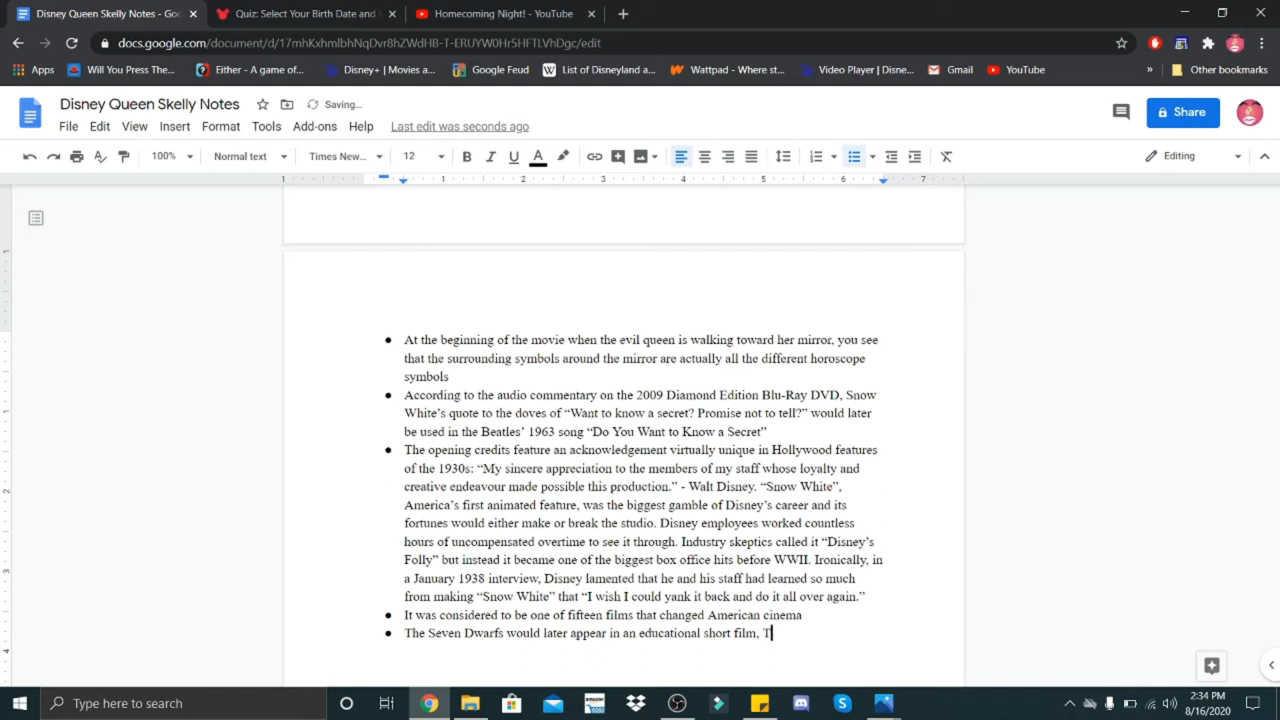 Disney Queen Skelly Notes - Goo
Quiz: Select Your Birth Date and
Homecoming Night! - YouTube
docs.google.com/document/d/17mhKxhmlbhNqDvr8hZWdHB-T-ERUYW0Hr5HFTLVhDgc/edit
Apps
Will You Press The...
Either - A game of...
Disney+ | Movies a...
Google Feud
List of Disneyland a...
Wattpad - Where st...
Video Player | Disne...
Gmail
YouTube
»
Other bookmarks
Disney Queen Skelly Notes
Saving...
Share
File Edit View Insert Format Tools Add-ons Help Last edit was seconds ago
100% Normal text Times New... 12 B I U A Editing
1 1 2 3 4 5 6 7
● At the beginning of the movie when the evil queen is walking toward her mirror, you see
that the surrounding symbols around the mirror are actually all the different horoscope
symbols
● According to the audio commentary on the 2009 Diamond Edition Blu-Ray DVD, Snow
White’s quote to the doves of “Want to know a secret? Promise not to tell?” would later
be used in the Beatles’ 1963 song “Do You Want to Know a Secret”
● The opening credits feature an acknowledgement virtually unique in Hollywood features
of the 1930s: “My sincere appreciation to the members of my staff whose loyalty and
creative endeavour made possible this production.” - Walt Disney. “Snow White”,
America’s first animated feature, was the biggest gamble of Disney’s career and its
fortunes would either make or break the studio. Disney employees worked countless
hours of uncompensated overtime to see it through. Industry skeptics called it “Disney’s
Folly” but instead it became one of the biggest box office hits before WWII. Ironically, in
a January 1938 interview, Disney lamented that he and his staff had learned so much
from making “Snow White” that “I wish I could yank it back and do it all over again.”
● It was considered to be one of fifteen films that changed American cinema
● The Seven Dwarfs would later appear in an educational short film, T
Type here to search
2:34 PM
8/16/2020